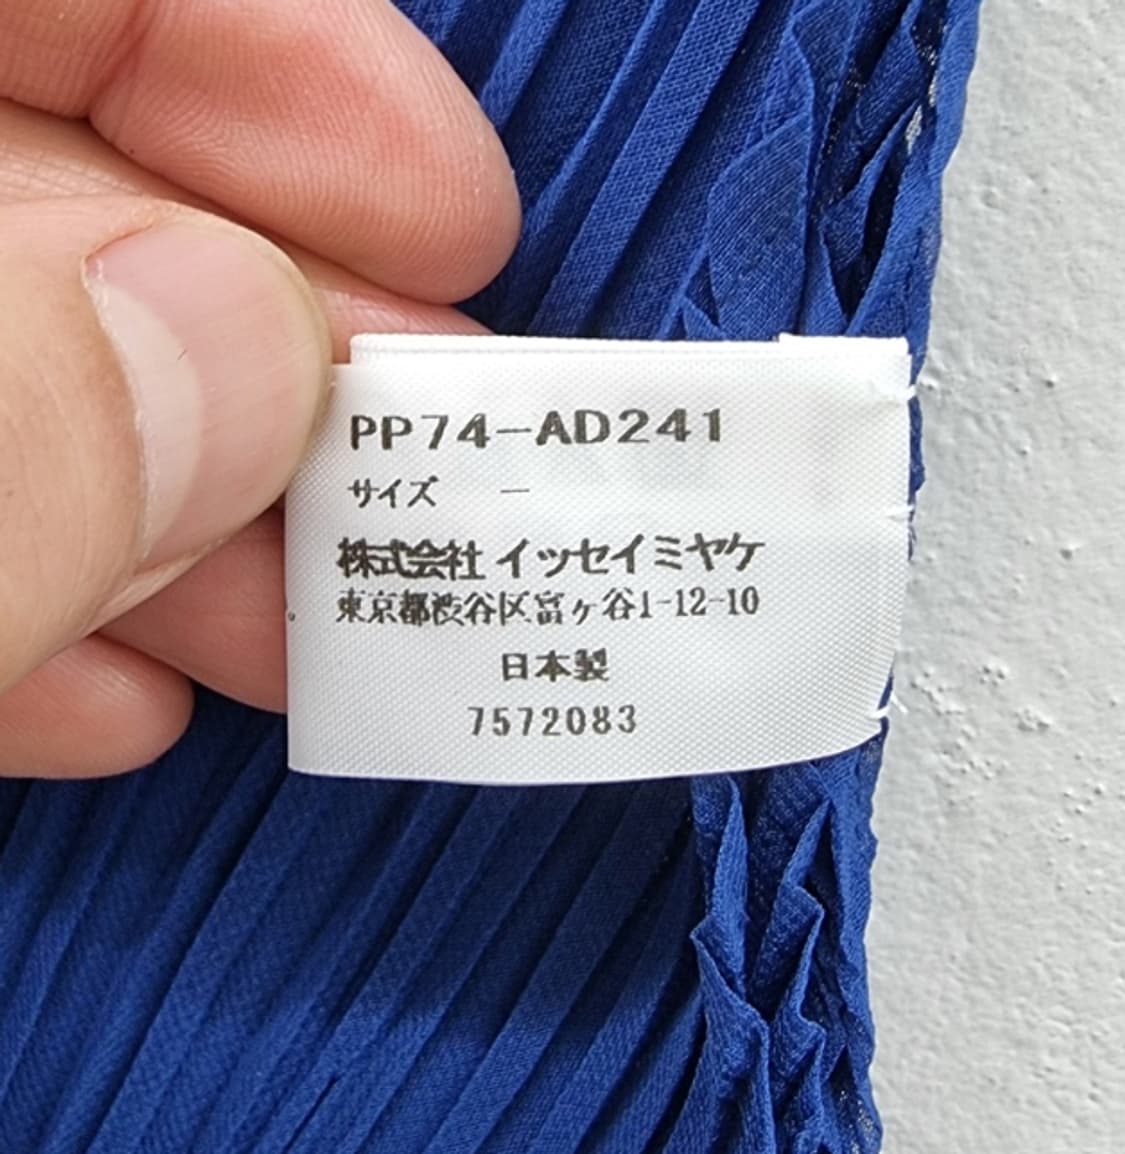 PP74-AD241
サイズ －
株式会社 イッセイミヤケ
東京都渋谷区富ヶ谷1-12-10
日本製
7572083